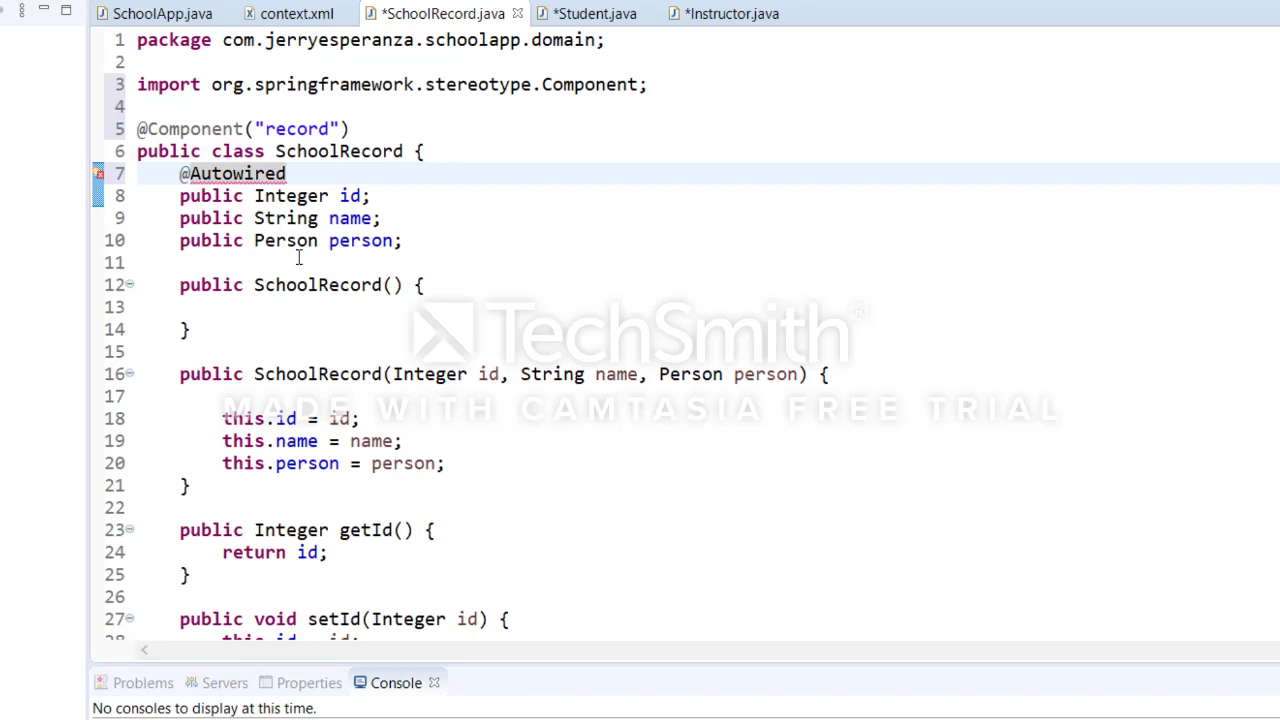 SchoolApp.java context.xml *SchoolRecord.java *Student.java *Instructor.java
1 package com.jerryesperanza.schoolapp.domain;
2
3 import org.springframework.stereotype.Component;
4
5 @Component("record")
6 public class SchoolRecord {
7 @Autowired
8 public Integer id;
9 public String name;
10 public Person person;
11
12 public SchoolRecord() {
13
14 }
15
16 public SchoolRecord(Integer id, String name, Person person) {
17
18 this.id = id;
19 this.name = name;
20 this.person = person;
21 }
22
23 public Integer getId() {
24 return id;
25 }
26
27 public void setId(Integer id) {
28 this.id = id;
TechSmith®
MADE WITH CAMTASIA FREE TRIAL
Problems Servers Properties Console
No consoles to display at this time.